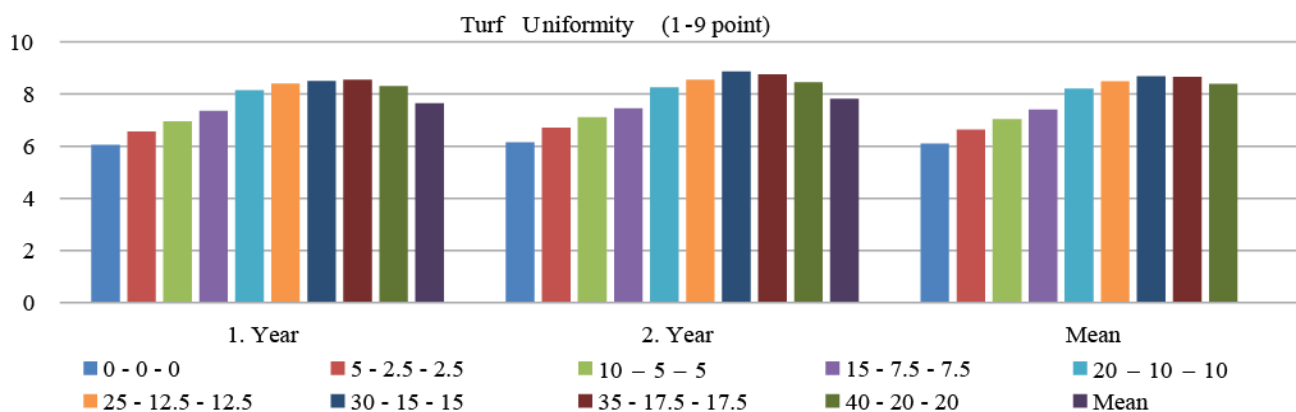 Turf Uniformity (1-9 point)
10
8
6
4
2
0
1. Year 2. Year Mean
0 - 0 - 0 5 - 2.5 - 2.5 10 – 5 – 5 15 - 7.5 - 7.5 20 – 10 – 10
25 - 12.5 - 12.5 30 - 15 - 15 35 - 17.5 - 17.5 40 - 20 - 20 Mean